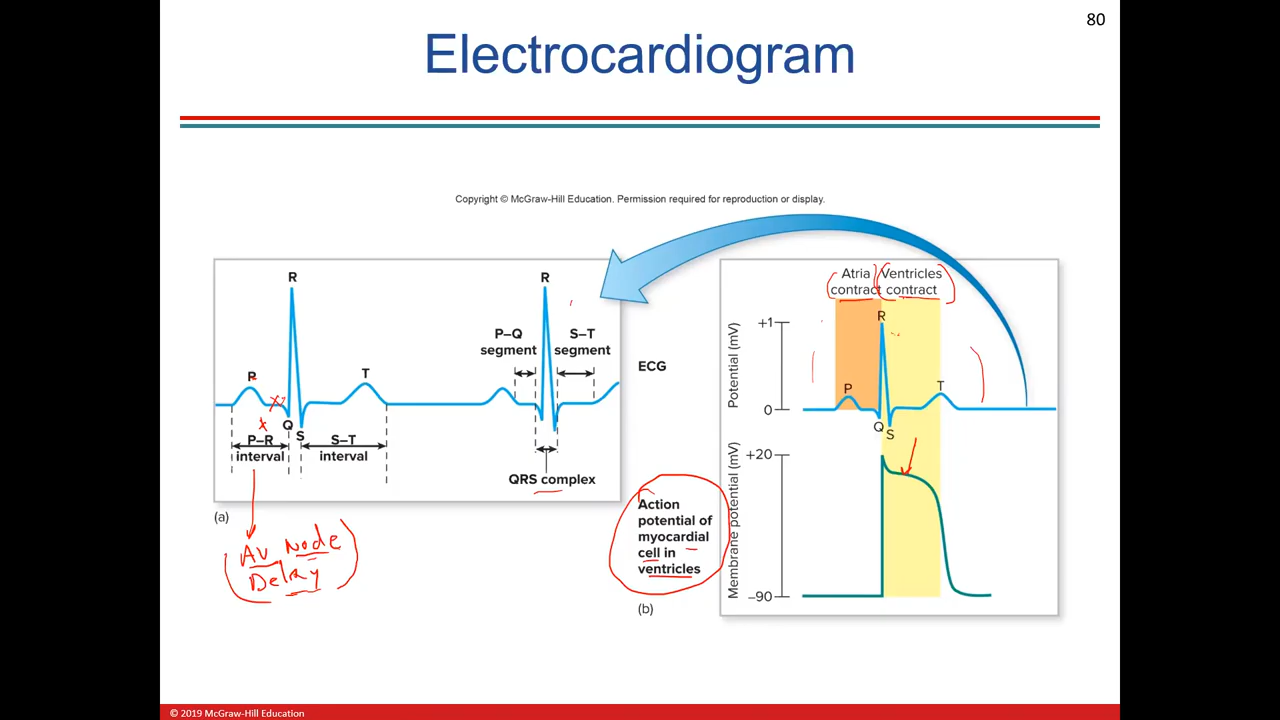 80
Electrocardiogram
Copyright © McGraw-Hill Education. Permission required for reproduction or display.
R
P
Q
S
T
P–R
interval
S–T
interval
R
P–Q
segment
S–T
segment
QRS complex
(a)
AV Node
Delay
ECG
Action
potential of
myocardial
cell in
ventricles
(b)
Atria
contract
Ventricles
contract
Potential (mV)
+1
0
R
P
Q
S
T
Membrane potential (mV)
+20
–90
© 2019 McGraw-Hill Education